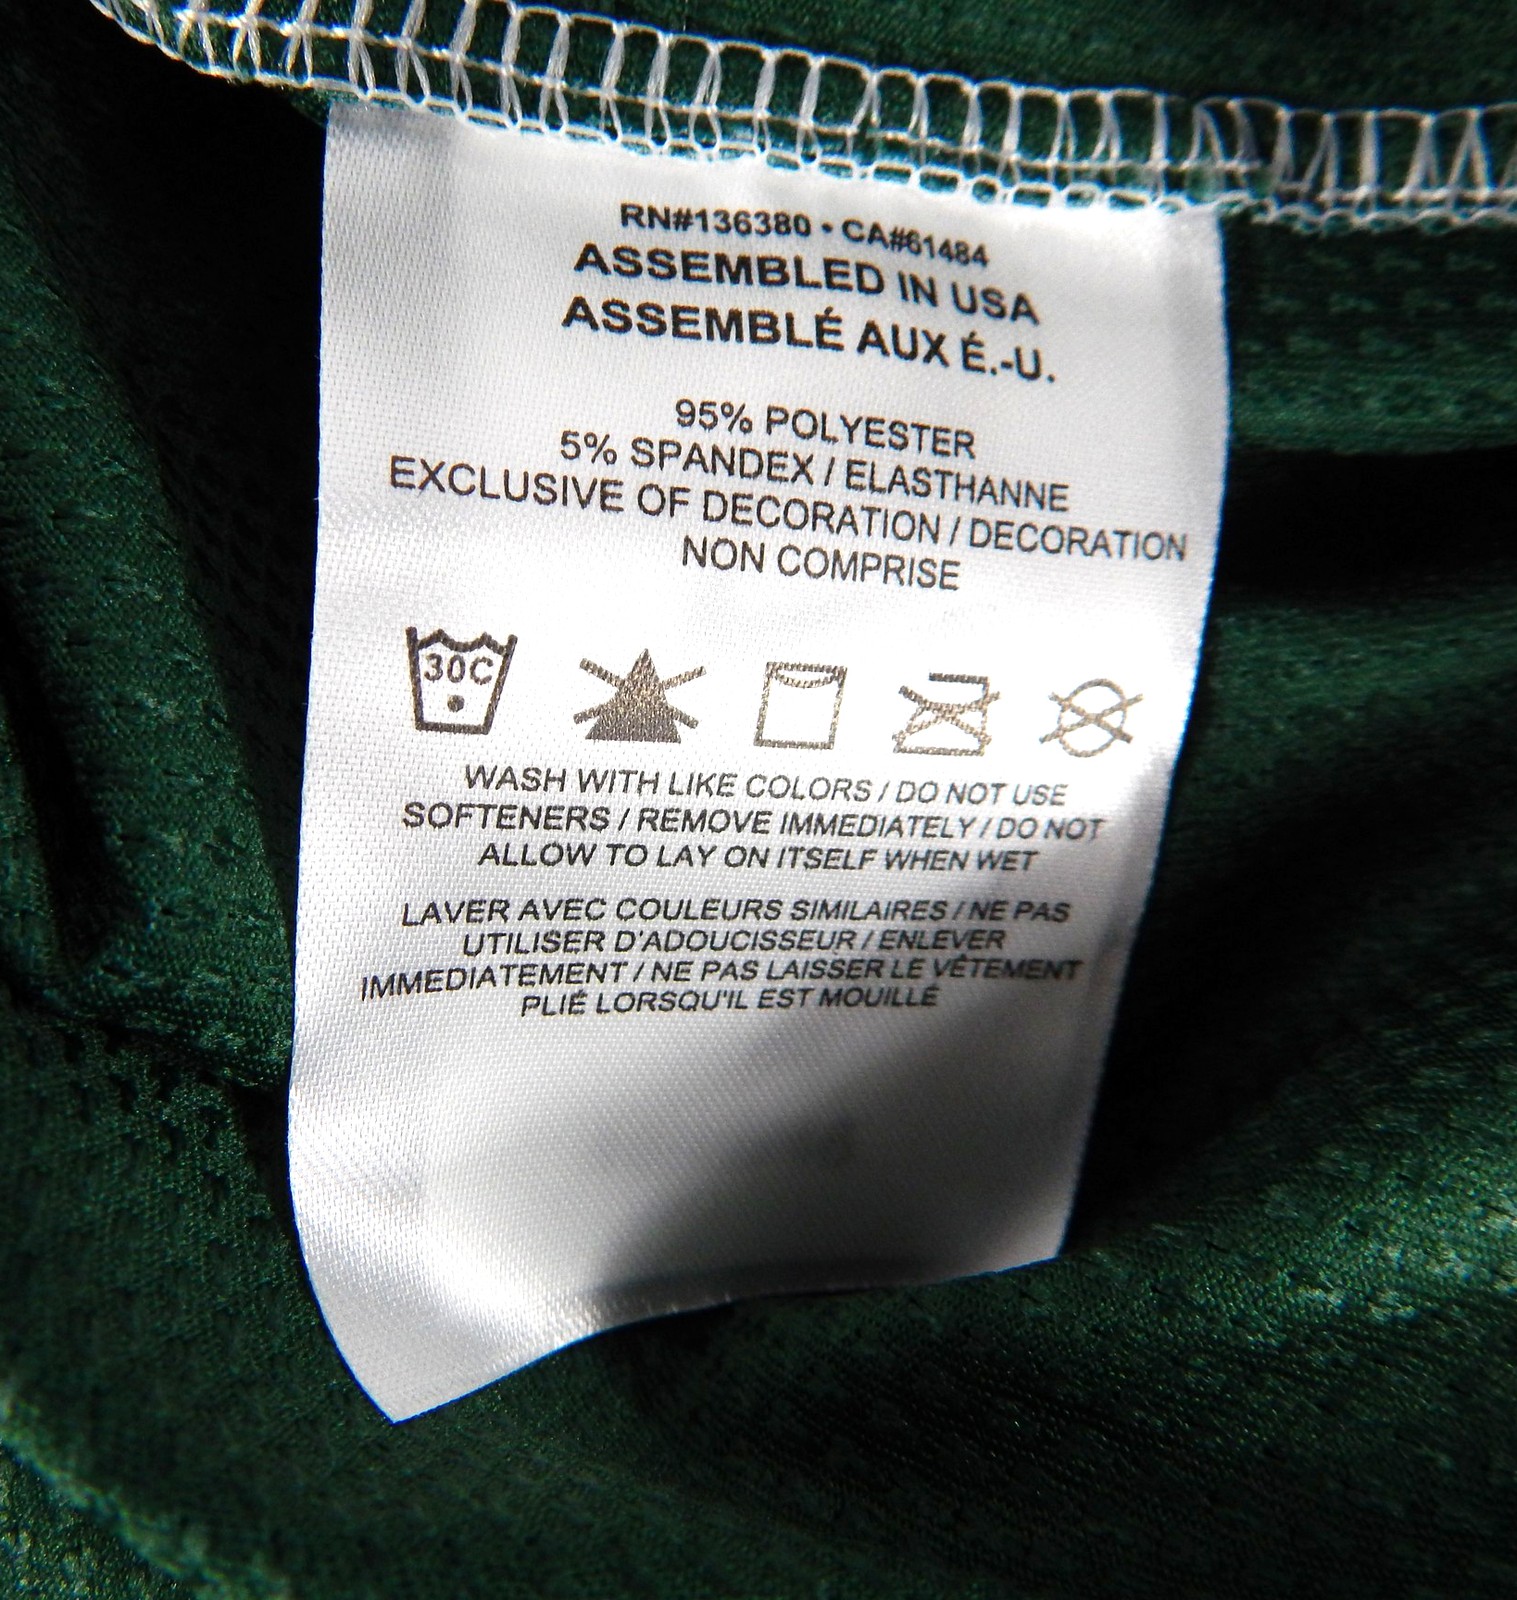 RN#136380 • CA#61484
ASSEMBLED IN USA
ASSEMBLÉ AUX É.-U.
95% POLYESTER
5% SPANDEX / ELASTHANNE
EXCLUSIVE OF DECORATION / DECORATION
NON COMPRISE
30C
WASH WITH LIKE COLORS / DO NOT USE
SOFTENERS / REMOVE IMMEDIATELY / DO NOT
ALLOW TO LAY ON ITSELF WHEN WET
LAVER AVEC COULEURS SIMILAIRES / NE PAS
UTILISER D'ADOUCISSEUR / ENLEVER
IMMEDIATEMENT / NE PAS LAISSER LE VÊTEMENT
PLIÉ LORSQU'IL EST MOUILLÉ